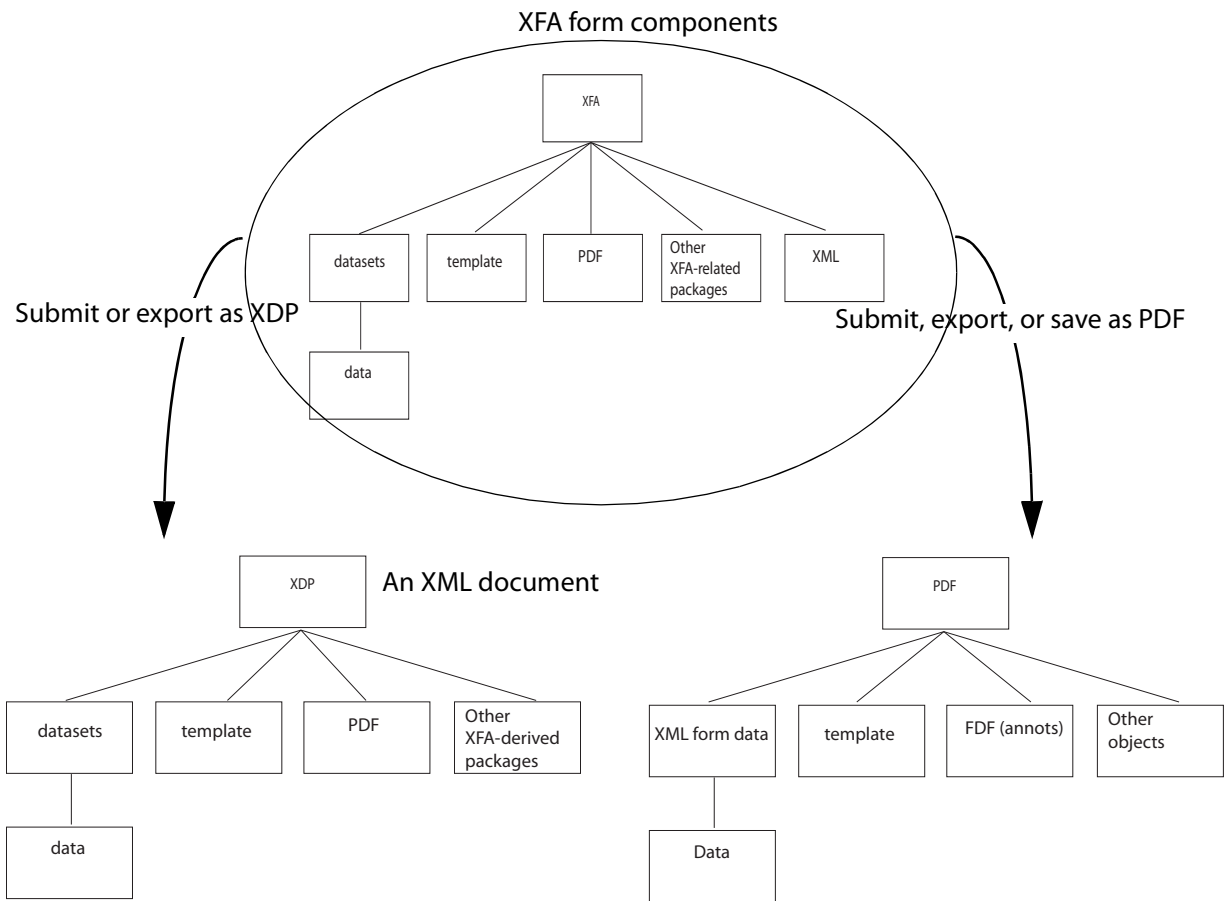 XFA form components
XFA
datasets
template
PDF
Other
XFA-related
packages
XML
data
Submit or export as XDP
Submit, export, or save as PDF
XDP
An XML document
datasets
template
PDF
Other
XFA-derived
packages
data
PDF
XML form data
template
FDF (annots)
Other
objects
Data